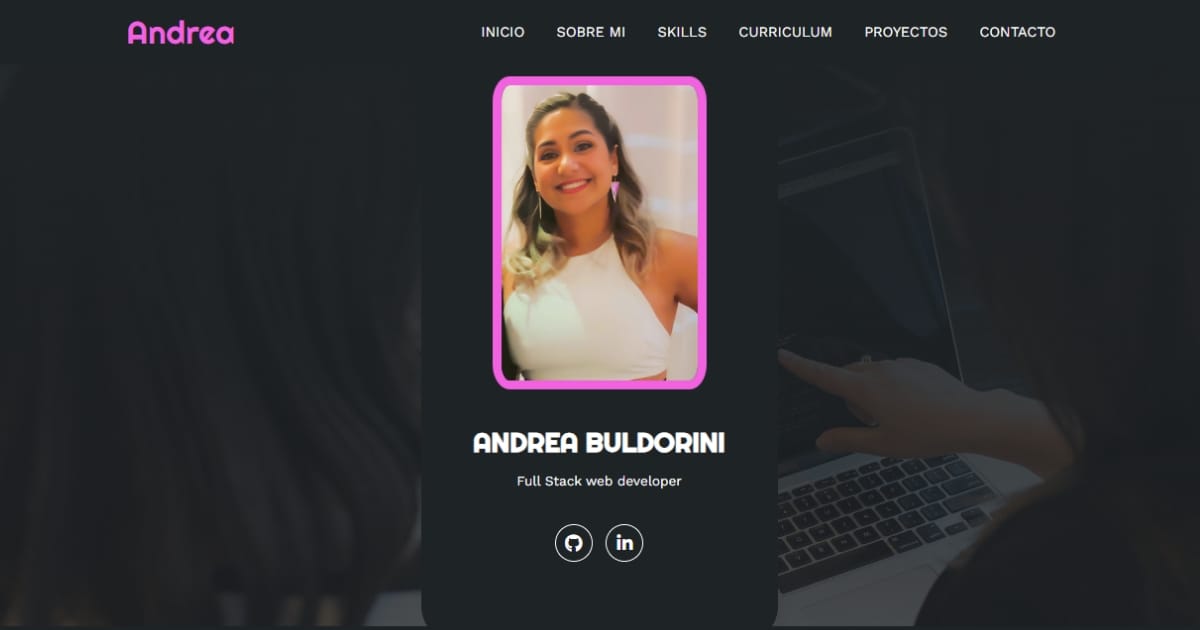 Andrea
INICIO SOBRE MI SKILLS CURRICULUM PROYECTOS CONTACTO
ANDREA BULDORINI
Full Stack web developer
in